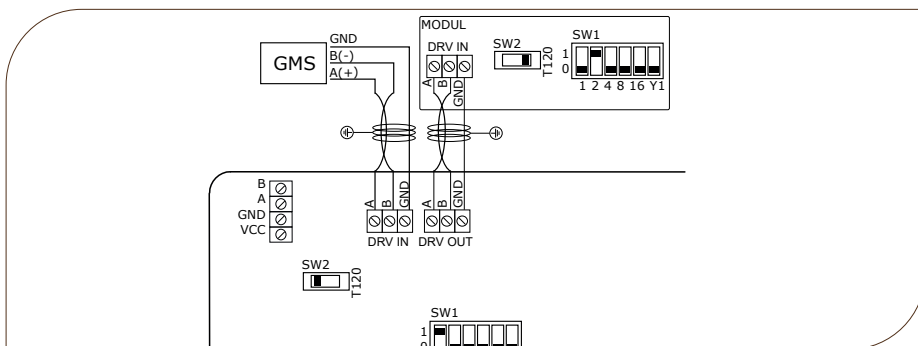 MODUL
GND
B(-)
A(+)
GMS
DRV IN
A
B
GND
SW2
T120
SW1
1
0
1 2 4 8 16 Y1
B
A
GND
VCC
A
B
GND
DRV IN
A
B
GND
DRV OUT
SW2
T120
SW1
1
0